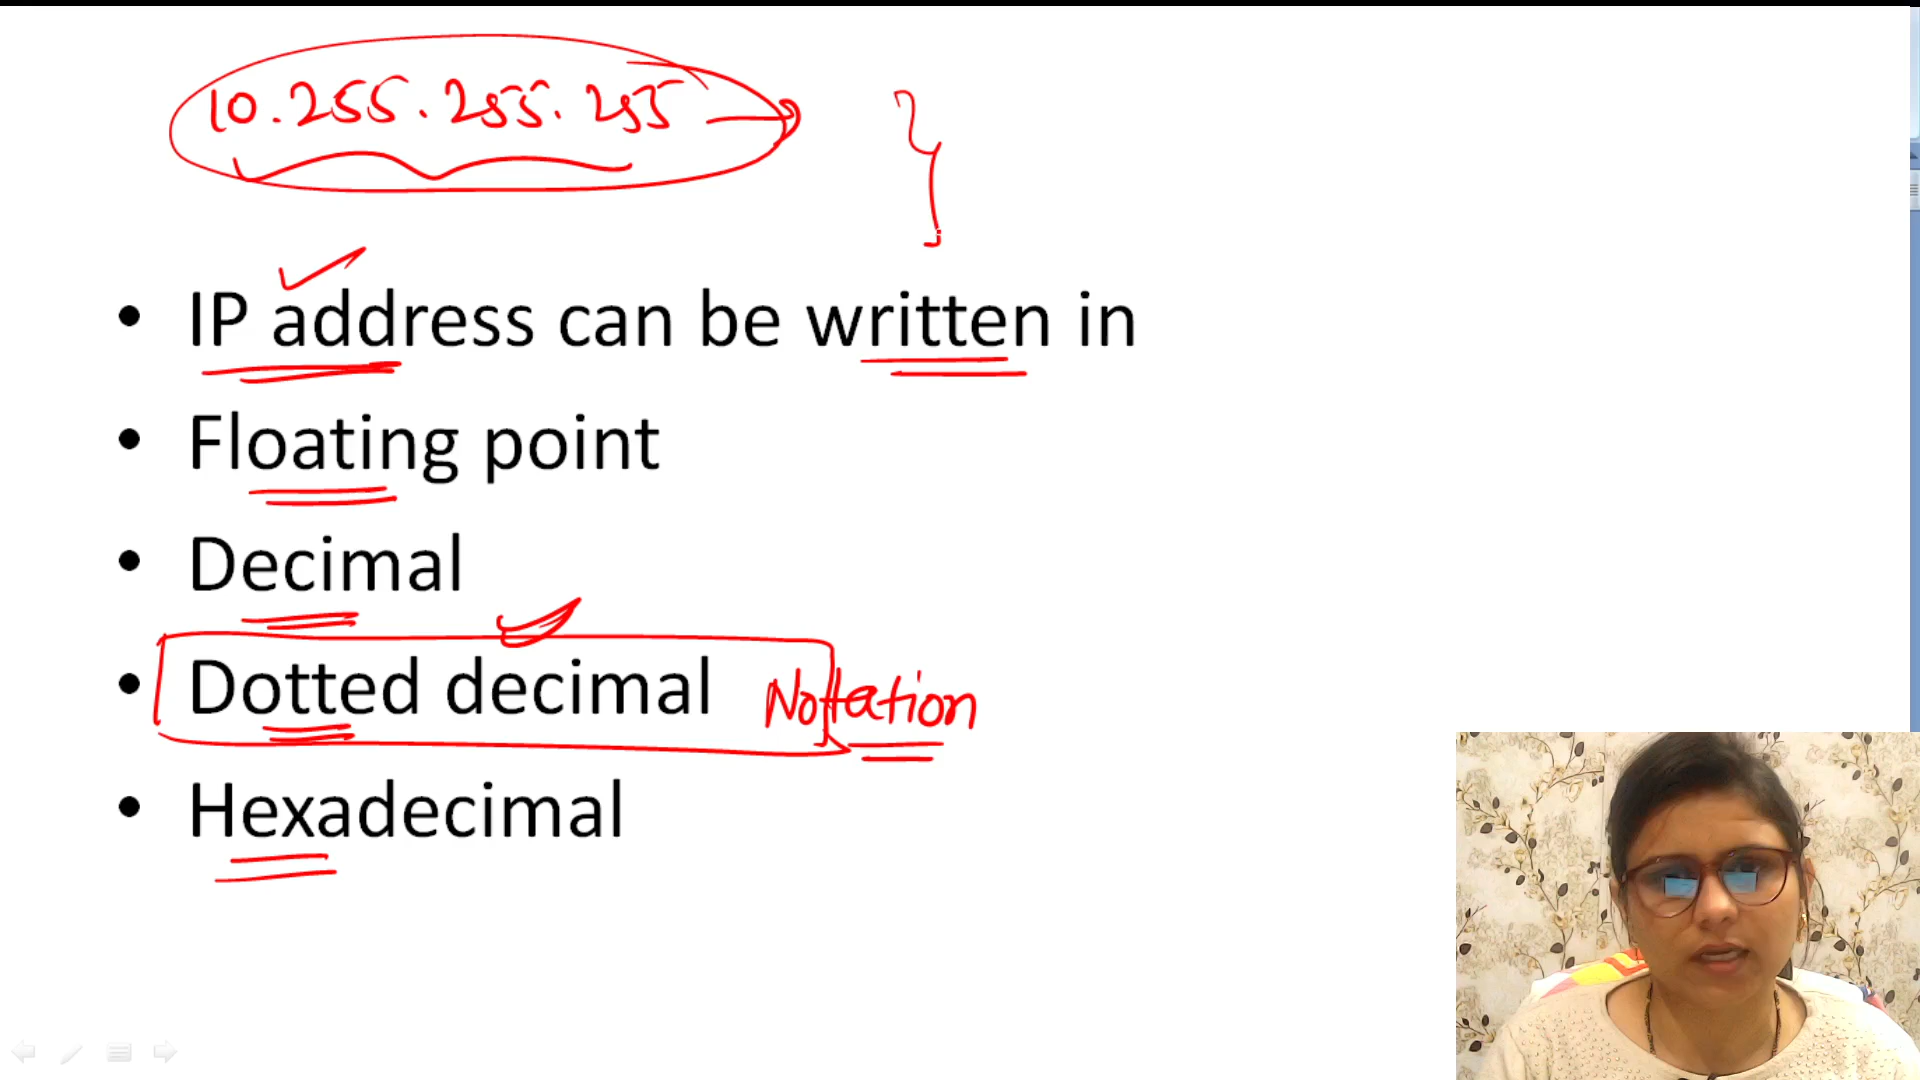 10.255.255.255
• IP address can be written in
• Floating point
• Decimal
• Dotted decimal Notation
• Hexadecimal